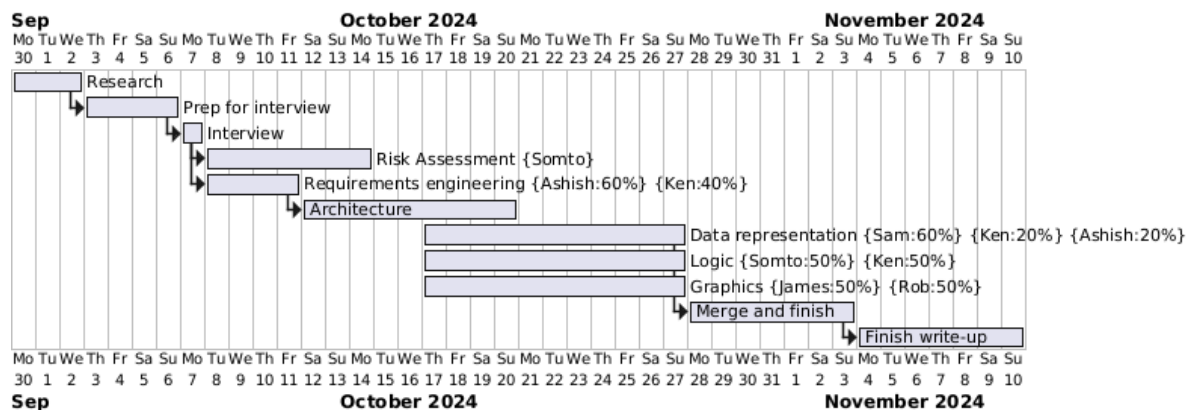 Sep October 2024 November 2024
Mo Tu We Th Fr Sa Su Mo Tu We Th Fr Sa Su Mo Tu We Th Fr Sa Su Mo Tu We Th Fr Sa Su Mo Tu We Th Fr Sa Su Mo Tu We Th Fr Sa Su
30 1 2 3 4 5 6 7 8 9 10 11 12 13 14 15 16 17 18 19 20 21 22 23 24 25 26 27 28 29 30 31 1 2 3 4 5 6 7 8 9 10
Research
Prep for interview
Interview
Risk Assessment {Somto}
Requirements engineering {Ashish:60%} {Ken:40%}
Architecture
Data representation {Sam:60%} {Ken:20%} {Ashish:20%}
Logic {Somto:50%} {Ken:50%}
Graphics {James:50%} {Rob:50%}
Merge and finish
Finish write-up
Mo Tu We Th Fr Sa Su Mo Tu We Th Fr Sa Su Mo Tu We Th Fr Sa Su Mo Tu We Th Fr Sa Su Mo Tu We Th Fr Sa Su Mo Tu We Th Fr Sa Su
30 1 2 3 4 5 6 7 8 9 10 11 12 13 14 15 16 17 18 19 20 21 22 23 24 25 26 27 28 29 30 31 1 2 3 4 5 6 7 8 9 10
Sep October 2024 November 2024